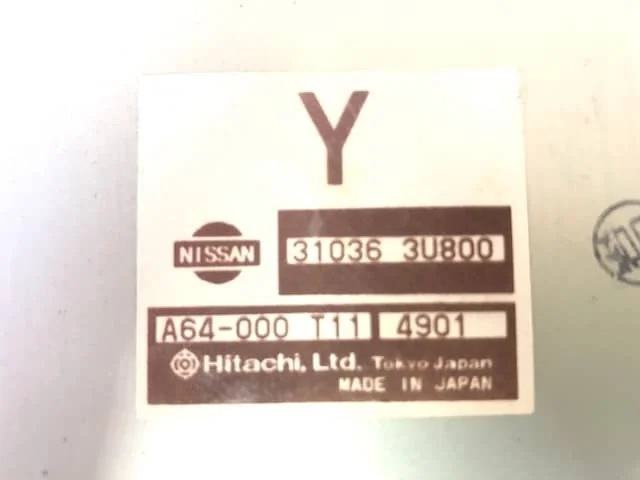 Y
NISSAN 31036 3U800
A64-000 T11 4901
Hitachi, Ltd. Tokyo Japan
MADE IN JAPAN